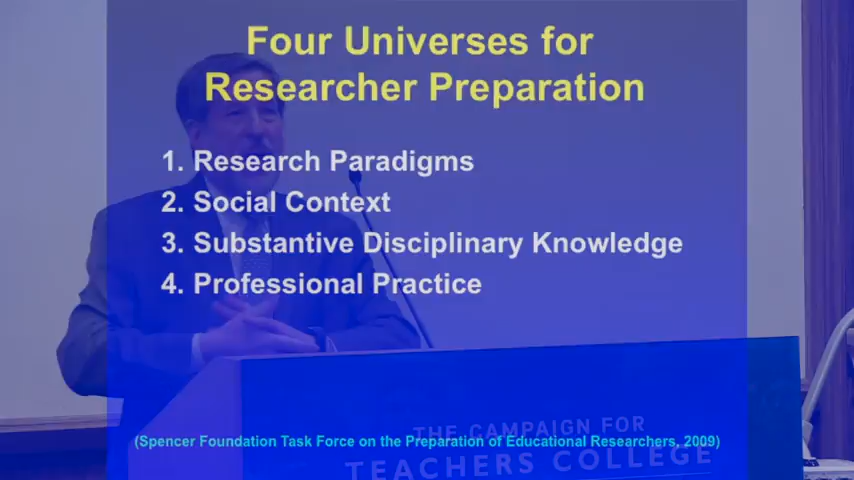 Four Universes for
Researcher Preparation
1. Research Paradigms
2. Social Context
3. Substantive Disciplinary Knowledge
4. Professional Practice
THE CAMPAIGN FOR
(Spencer Foundation Task Force on the Preparation of Educational Researchers, 2009)
TEACHERS COLLEGE